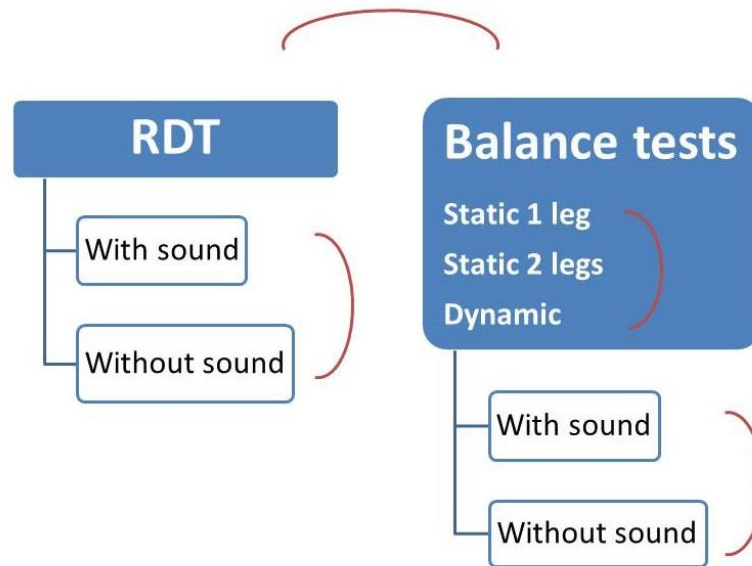 RDT
With sound
Without sound
Balance tests
Static 1 leg
Static 2 legs
Dynamic
With sound
Without sound